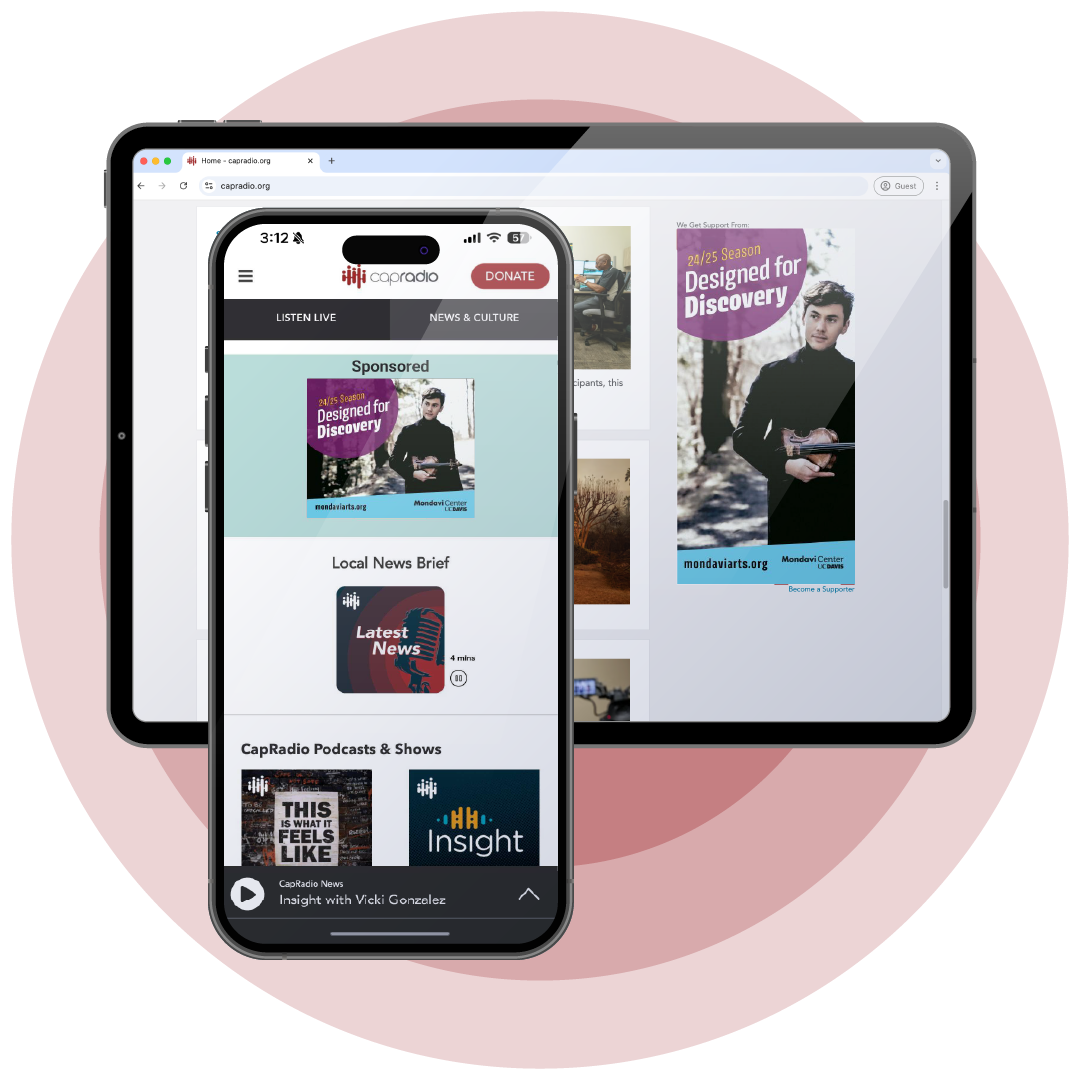 Home - capradio.org
capradio.org
Guest
We Get Support From:
24/25 Season
Designed for
Discovery
mondaviarts.org
Mondavi Center
UC DAVIS
Become a Supporter
cipants, this
3:12
57
capradio
DONATE
LISTEN LIVE
NEWS & CULTURE
Sponsored
24/25 Season
Designed for
Discovery
mondaviarts.org
Mondavi Center
UC DAVIS
Local News Brief
Latest
News
4 mins
CapRadio Podcasts & Shows
THIS
IS WHAT IT
FEELS
LIKE
Insight
CapRadio News
Insight with Vicki Gonzalez